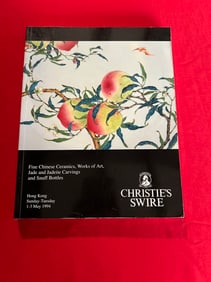 Fine Chinese Ceramics, Works of Art,
Jade and Jadeite Carvings
and Snuff Bottles
Hong Kong
Sunday-Tuesday
1-3 May 1994
CHRISTIE'S
SWIRE